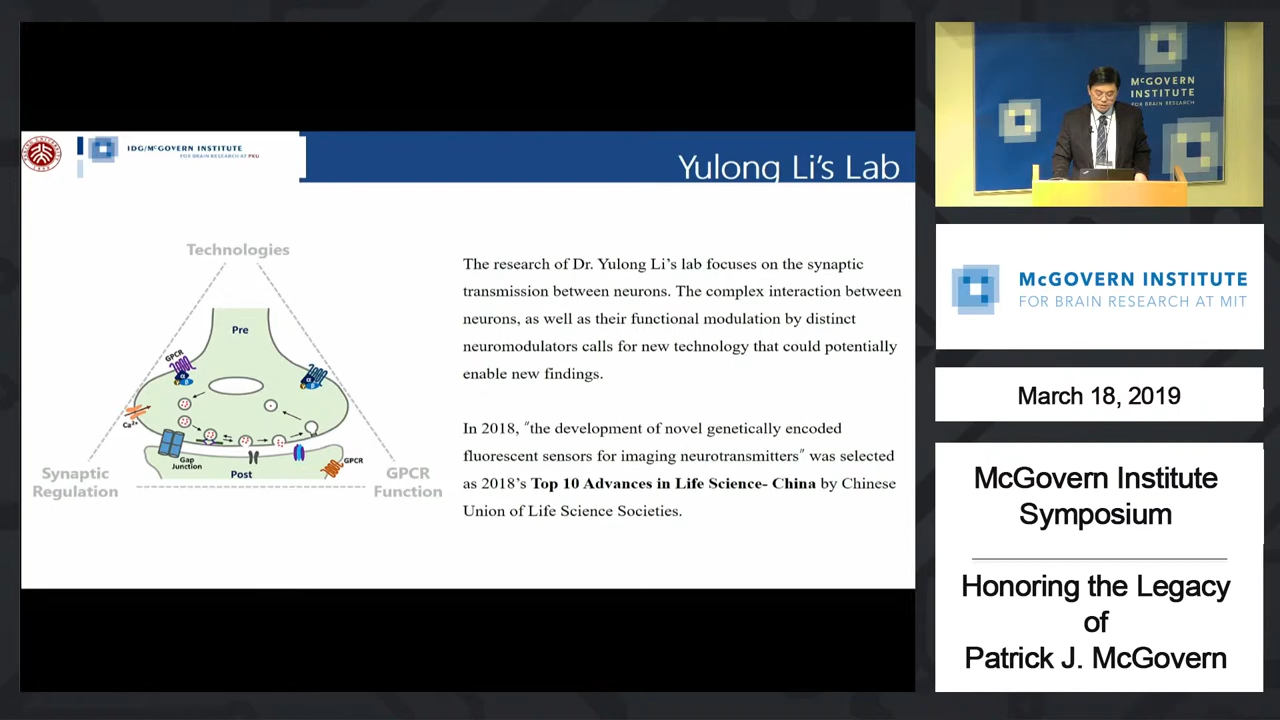 IDG/McGOVERN INSTITUTE
FOR BRAIN RESEARCH AT PKU
Yulong Li's Lab
Technologies
Pre
GPCR
Ca²⁺
Gap
Junction
Post
GPCR
Synaptic
Regulation
GPCR
Function
The research of Dr. Yulong Li's lab focuses on the synaptic
transmission between neurons. The complex interaction between
neurons, as well as their functional modulation by distinct
neuromodulators calls for new technology that could potentially
enable new findings.
In 2018, "the development of novel genetically encoded
fluorescent sensors for imaging neurotransmitters" was selected
as 2018's Top 10 Advances in Life Science- China by Chinese
Union of Life Science Societies.
McGOVERN
INSTITUTE
FOR BRAIN RESEARCH
McGOVERN INSTITUTE
FOR BRAIN RESEARCH AT MIT
March 18, 2019
McGovern Institute
Symposium
Honoring the Legacy
of
Patrick J. McGovern